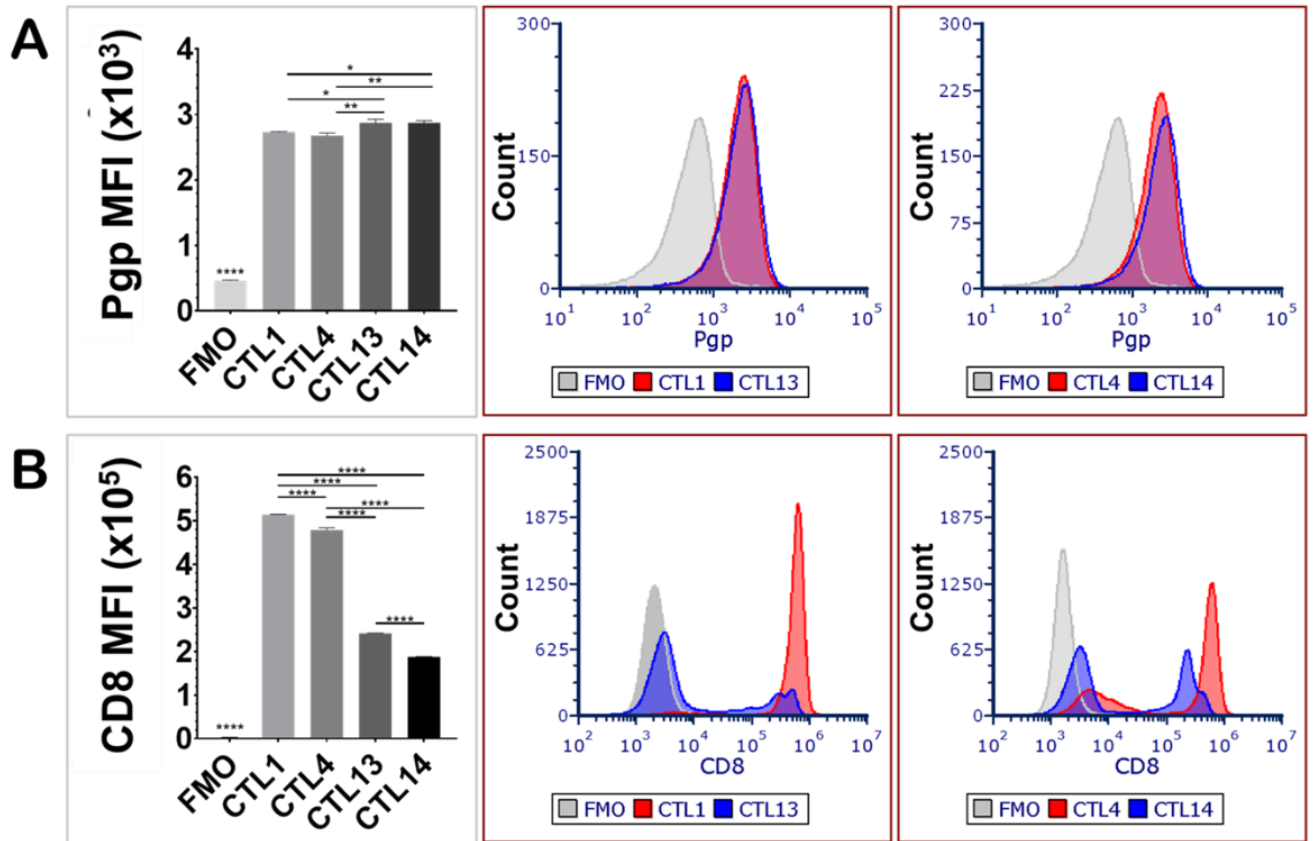 A
Pgp MFI (x10³)
4
3
2
1
0
****
*
**
*
**
FMO
CTL1
CTL4
CTL13
CTL14
Count
300
150
0
10¹ 10² 10³ 10⁴ 10⁵
Pgp
FMO CTL1 CTL13
Count
300
225
150
75
0
10¹ 10² 10³ 10⁴ 10⁵
Pgp
FMO CTL4 CTL14
B
CD8 MFI (x10⁵)
6
5
4
3
2
1
0
****
****
****
****
****
****
****
FMO
CTL1
CTL4
CTL13
CTL14
Count
2500
1875
1250
625
0
10² 10³ 10⁴ 10⁵ 10⁶ 10⁷
CD8
FMO CTL1 CTL13
Count
2500
1875
1250
625
0
10² 10³ 10⁴ 10⁵ 10⁶ 10⁷
CD8
FMO CTL4 CTL14